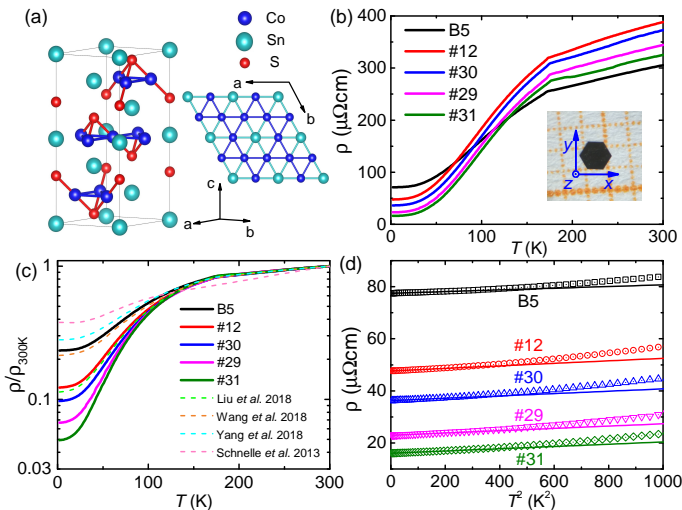 (a)
Co
Sn
S
a
b
c
a
b
(b)
400
300
200
100
0
ρ (μΩcm)
B5
#12
#30
#29
#31
y
z
x
0
100
200
300
T (K)
(c)
1
0.1
0.03
ρ/ρ300K
B5
#12
#30
#29
#31
Liu et al. 2018
Wang et al. 2018
Yang et al. 2018
Schnelle et al. 2013
0
100
200
300
T (K)
(d)
80
60
40
20
ρ (μΩcm)
B5
#12
#30
#29
#31
0
200
400
600
800
1000
T² (K²)